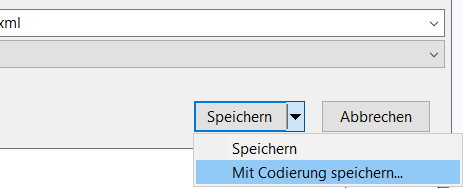 xml
Speichern
Abbrechen
Speichern
Mit Codierung speichern...